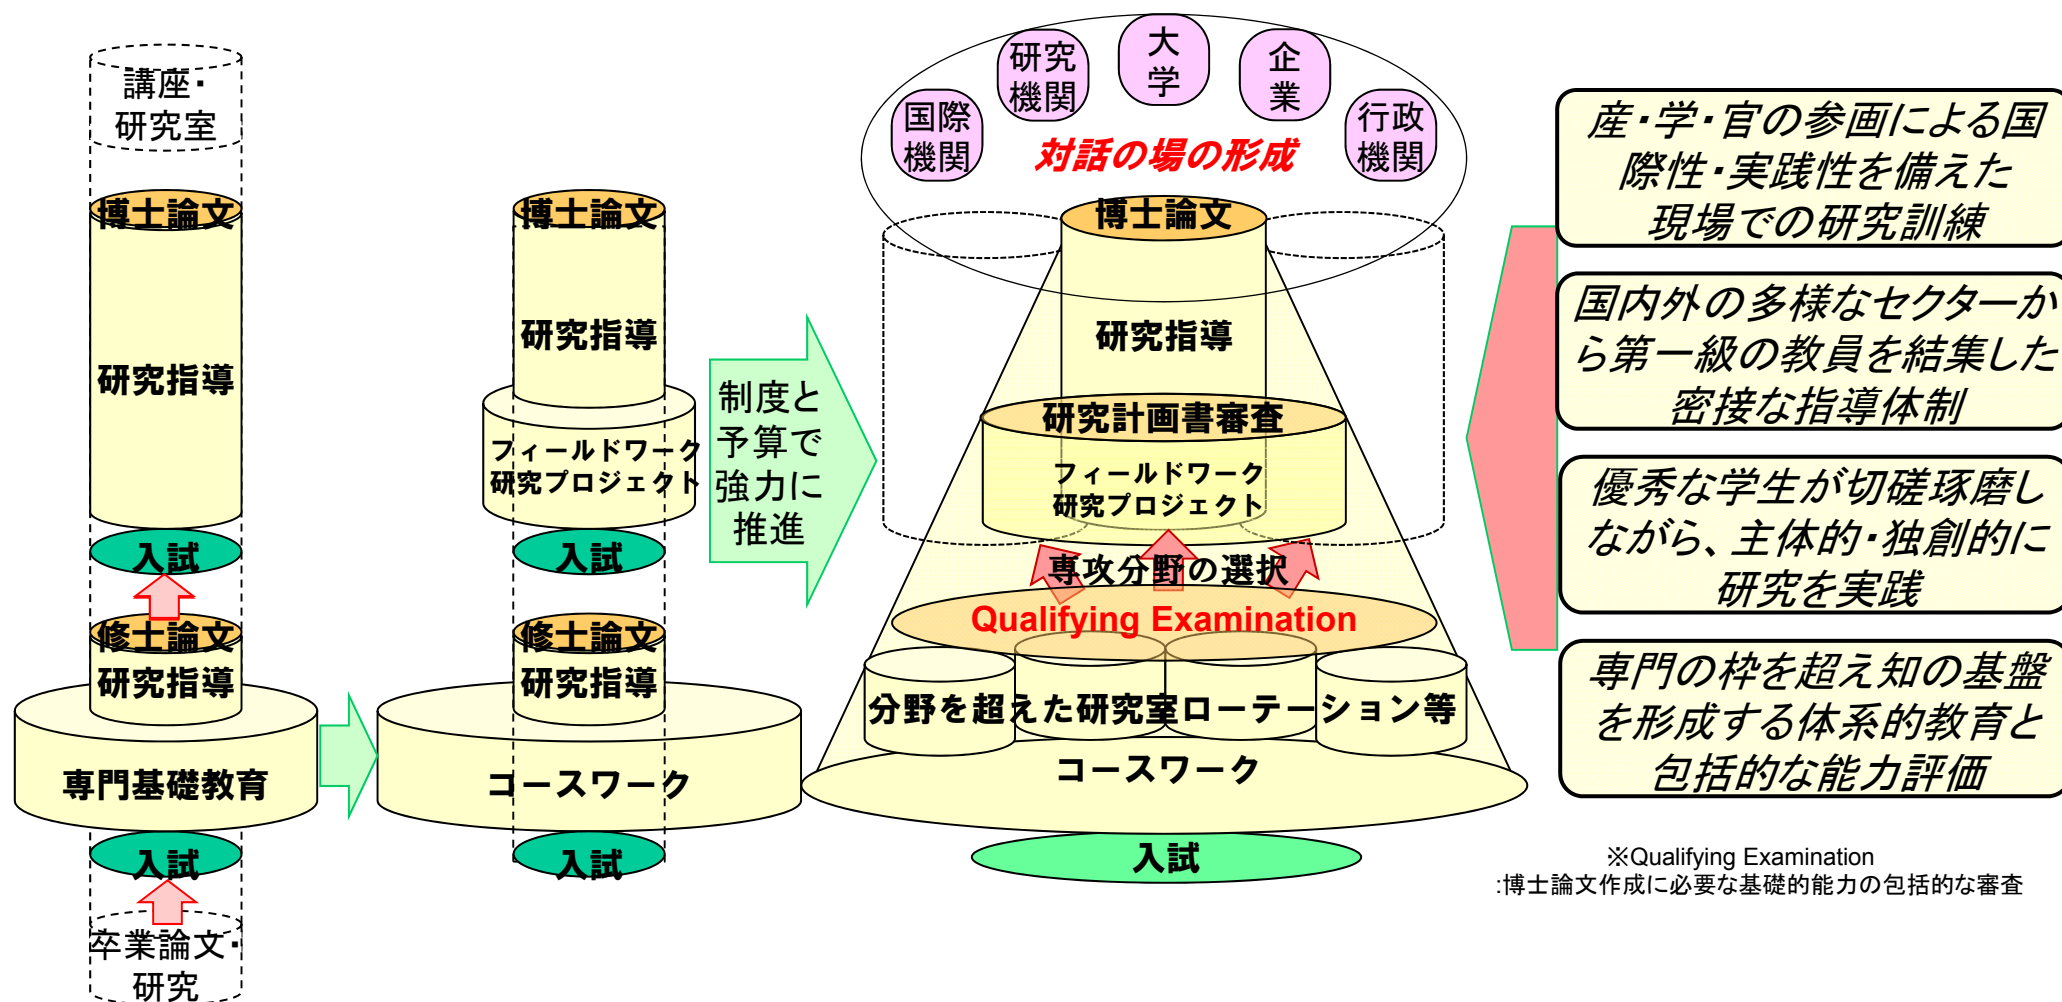 講座・
研究室
博士論文
研究指導
入試
修士論文
研究指導
専門基礎教育
入試
卒業論文・
研究
博士論文
研究指導
フィールドワーク
研究プロジェクト
入試
修士論文
研究指導
コースワーク
入試
制度と
予算で
強力に
推進
国際
機関
研究
機関
大
学
企
業
行政
機関
対話の場の形成
博士論文
研究指導
研究計画書審査
フィールドワーク
研究プロジェクト
専攻分野の選択
Qualifying Examination
分野を超えた研究室ローテーション等
コースワーク
入試
産・学・官の参画による国
際性・実践性を備えた
現場での研究訓練
国内外の多様なセクターか
ら第一級の教員を結集した
密接な指導体制
優秀な学生が切磋琢磨し
ながら、主体的・独創的に
研究を実践
専門の枠を超え知の基盤
を形成する体系的教育と
包括的な能力評価
※Qualifying Examination
:博士論文作成に必要な基礎的能力の包括的な審査